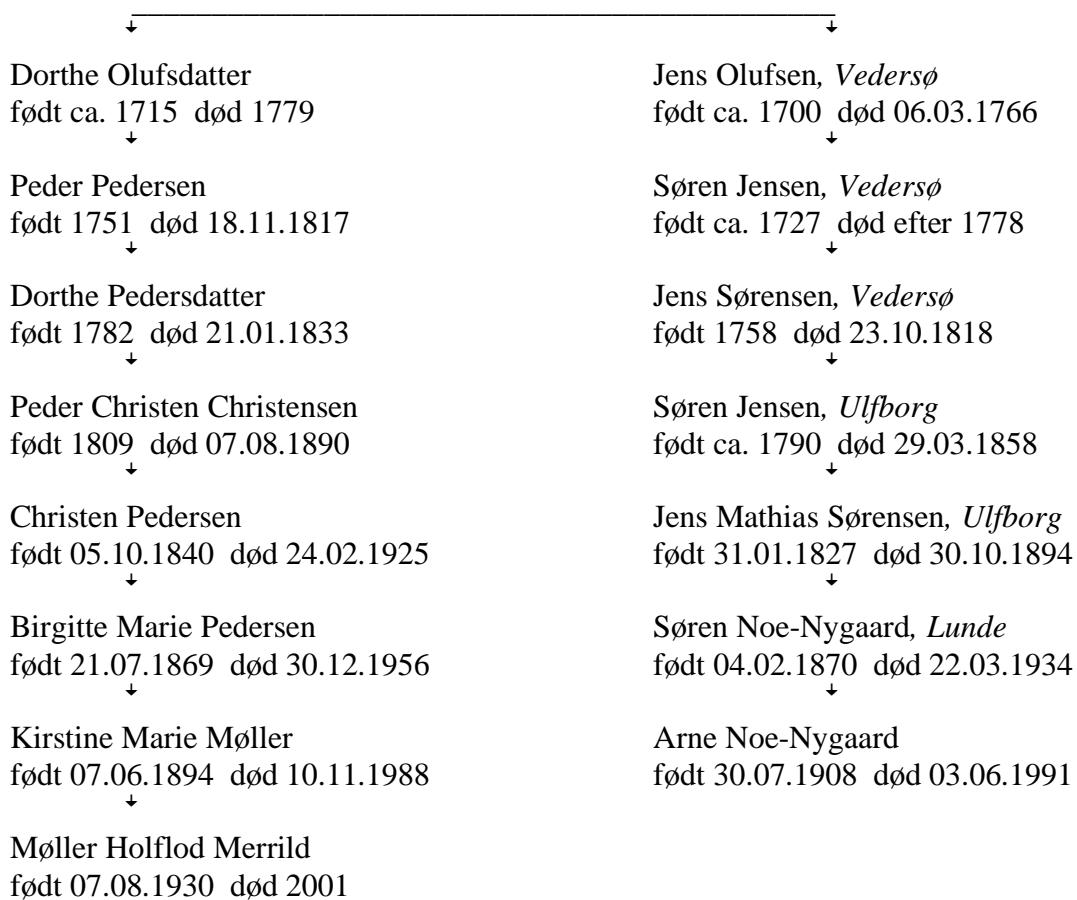 Dorthe Olufsdatter
født ca. 1715 død 1779
Peder Pedersen
født 1751 død 18.11.1817
Dorthe Pedersdatter
født 1782 død 21.01.1833
Peder Christen Christensen
født 1809 død 07.08.1890
Christen Pedersen
født 05.10.1840 død 24.02.1925
Birgitte Marie Pedersen
født 21.07.1869 død 30.12.1956
Kirstine Marie Møller
født 07.06.1894 død 10.11.1988
Møller Holflod Merrild
født 07.08.1930 død 2001
Jens Olufsen, Vedersø
født ca. 1700 død 06.03.1766
Søren Jensen, Vedersø
født ca. 1727 død efter 1778
Jens Sørensen, Vedersø
født 1758 død 23.10.1818
Søren Jensen, Ulfborg
født ca. 1790 død 29.03.1858
Jens Mathias Sørensen, Ulfborg
født 31.01.1827 død 30.10.1894
Søren Noe-Nygaard, Lunde
født 04.02.1870 død 22.03.1934
Arne Noe-Nygaard
født 30.07.1908 død 03.06.1991